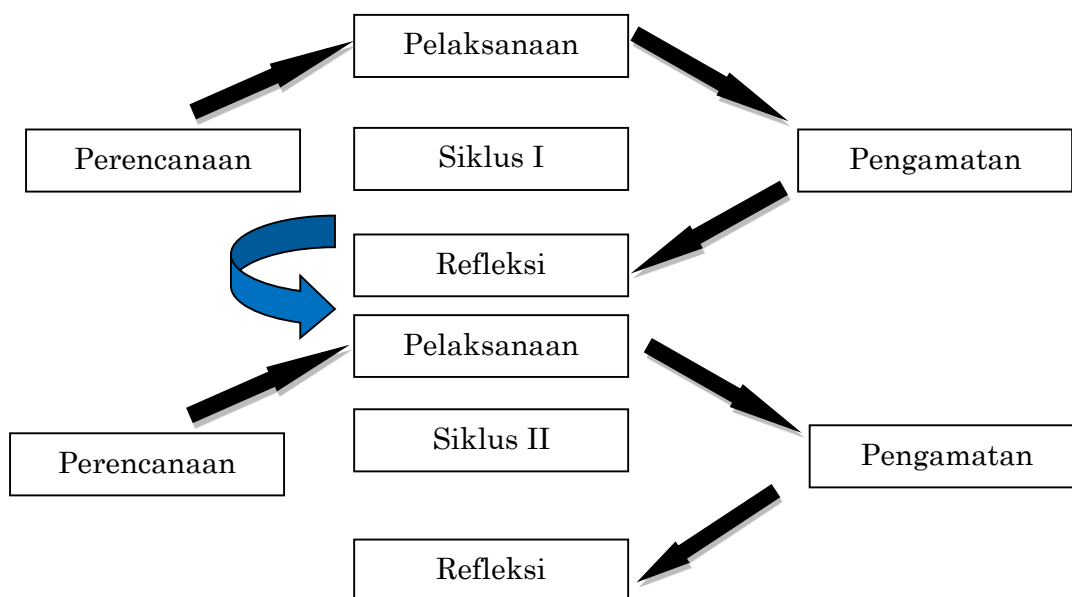 Pelaksanaan
Perencanaan
Siklus I
Pengamatan
Refleksi
Pelaksanaan
Siklus II
Perencanaan
Pengamatan
Refleksi